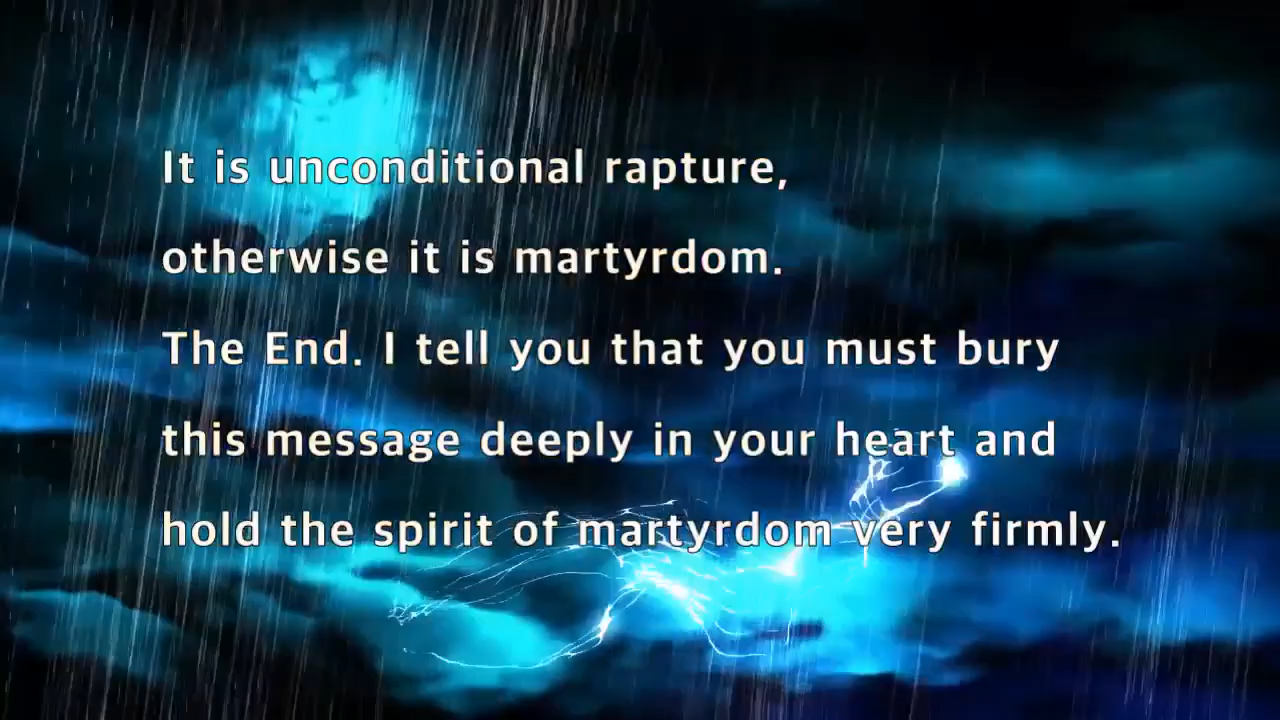 It is unconditional rapture,
otherwise it is martyrdom.
The End. I tell you that you must bury
this message deeply in your heart and
hold the spirit of martyrdom very firmly.